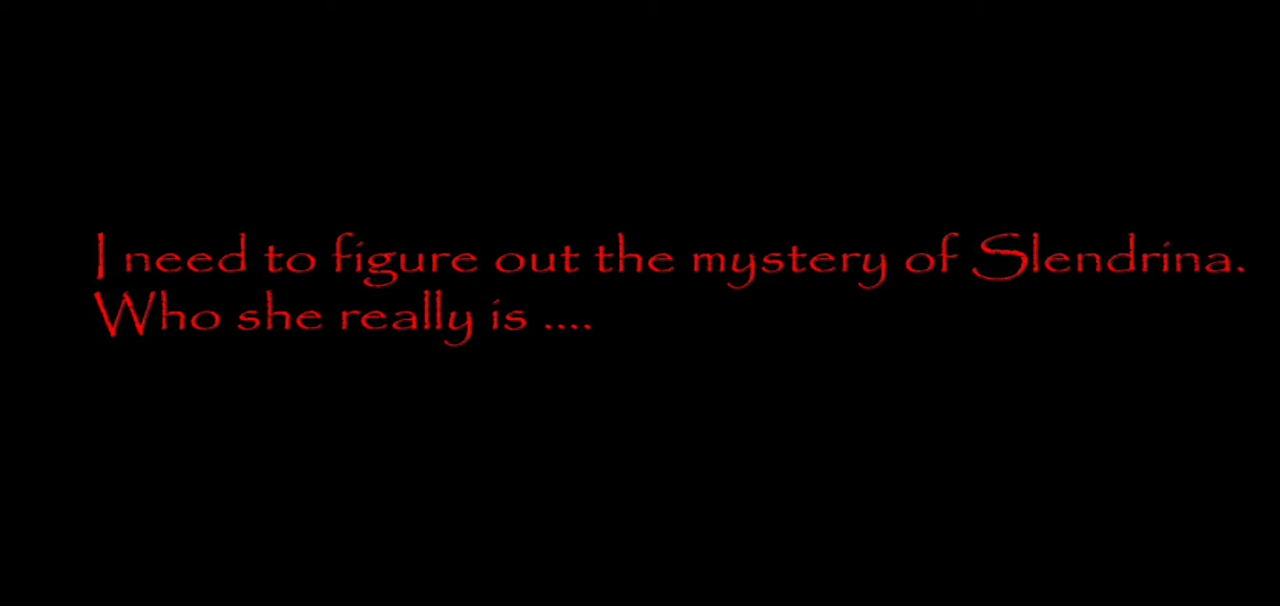 I need to figure out the mystery of Slendrina.
Who she really is ....